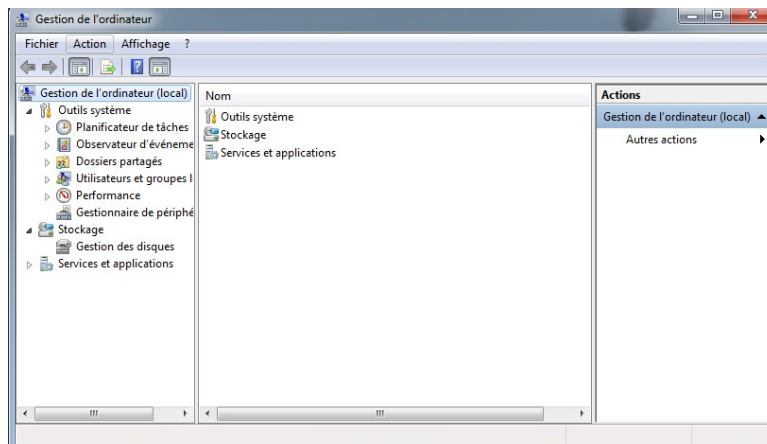 Gestion de l'ordinateur
Fichier Action Affichage ?
Gestion de l'ordinateur (local)
Outils système
Planificateur de tâches
Observateur d'événeme
Dossiers partagés
Utilisateurs et groupes l
Performance
Gestionnaire de périphé
Stockage
Gestion des disques
Services et applications
Nom
Outils système
Stockage
Services et applications
Actions
Gestion de l'ordinateur (local)
Autres actions